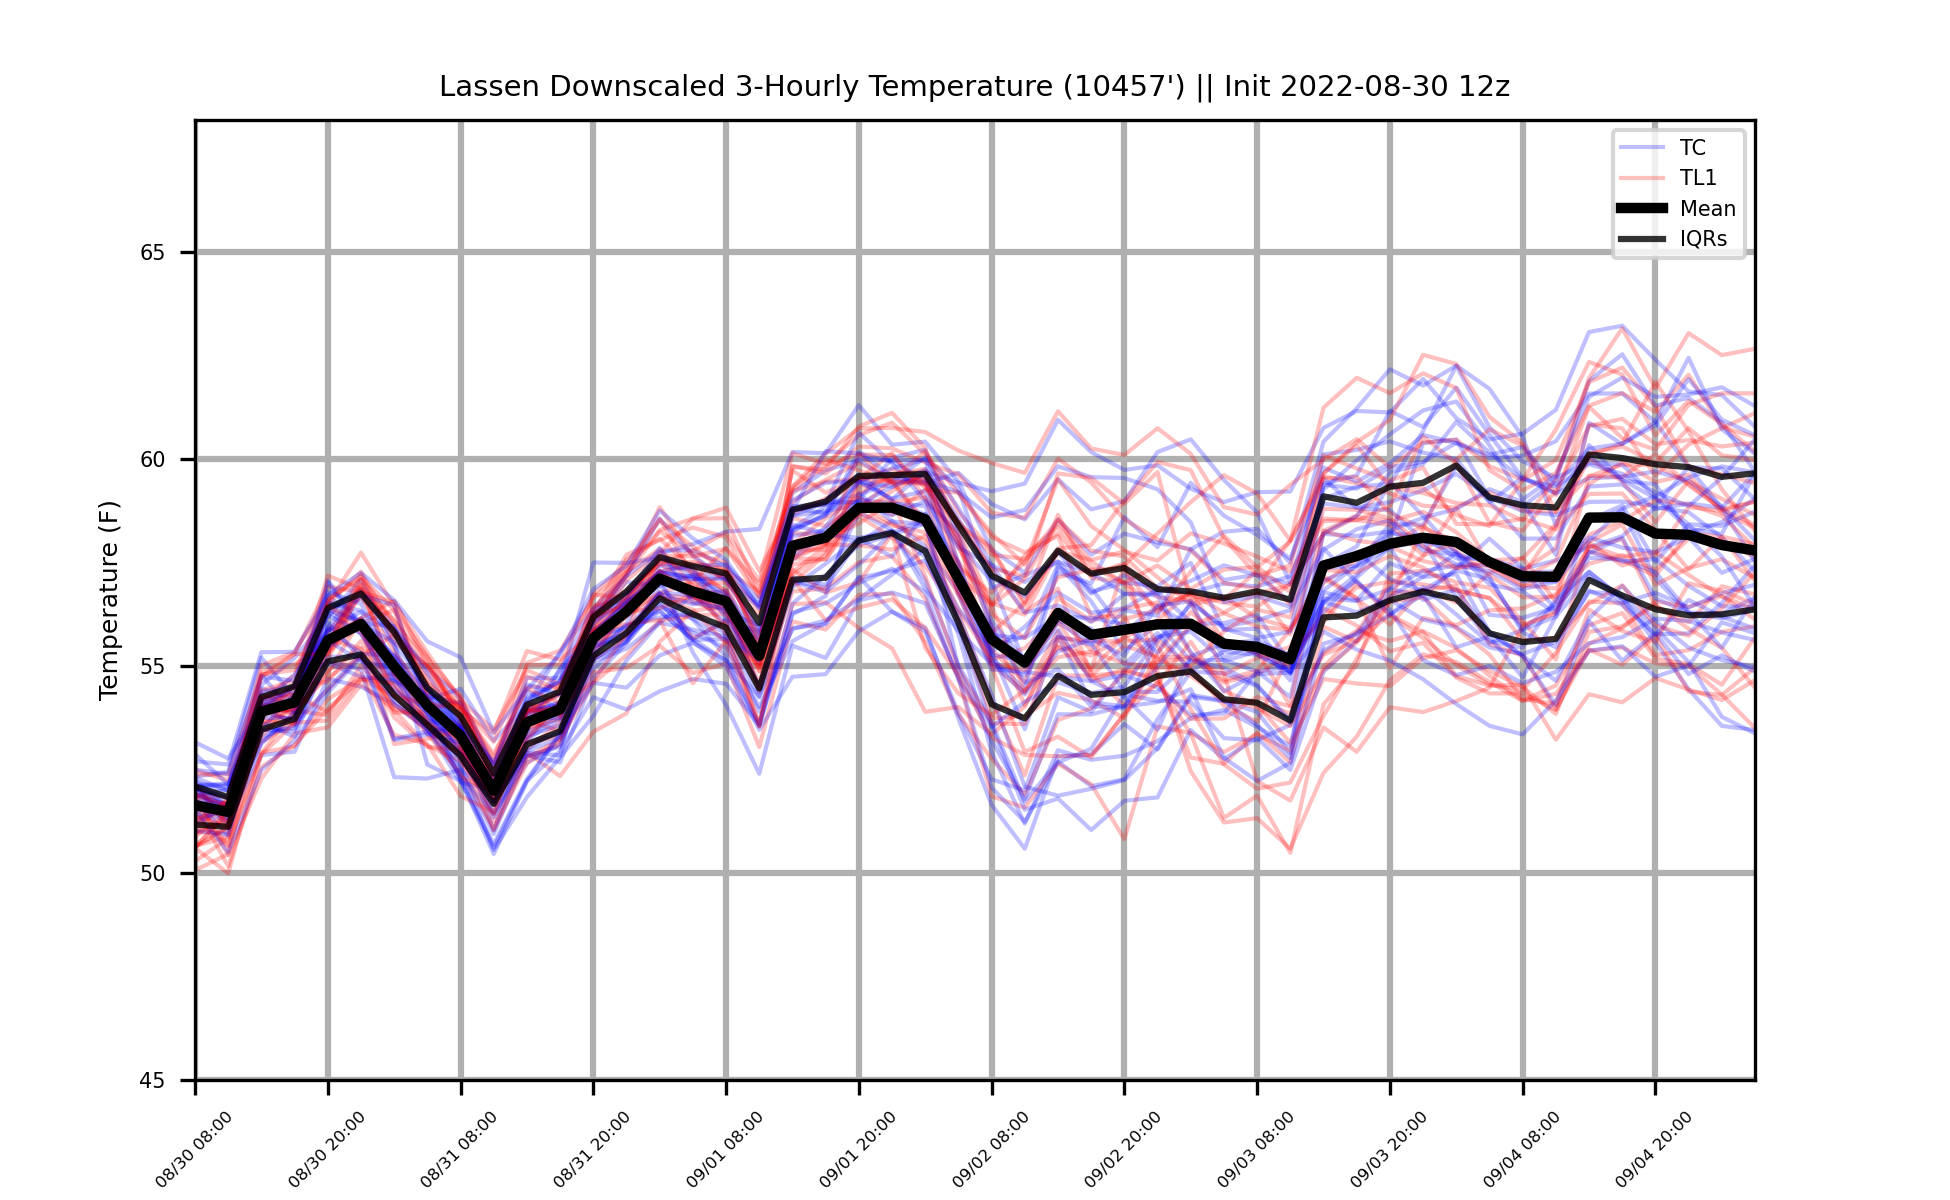 Lassen Downscaled 3-Hourly Temperature (10457') || Init 2022-08-30 12z
TC
TL1
Mean
IQRs
Temperature (F)
65
60
55
50
45
08/30 08:00
08/30 20:00
08/31 08:00
08/31 20:00
09/01 08:00
09/01 20:00
09/02 08:00
09/02 20:00
09/03 08:00
09/03 20:00
09/04 08:00
09/04 20:00